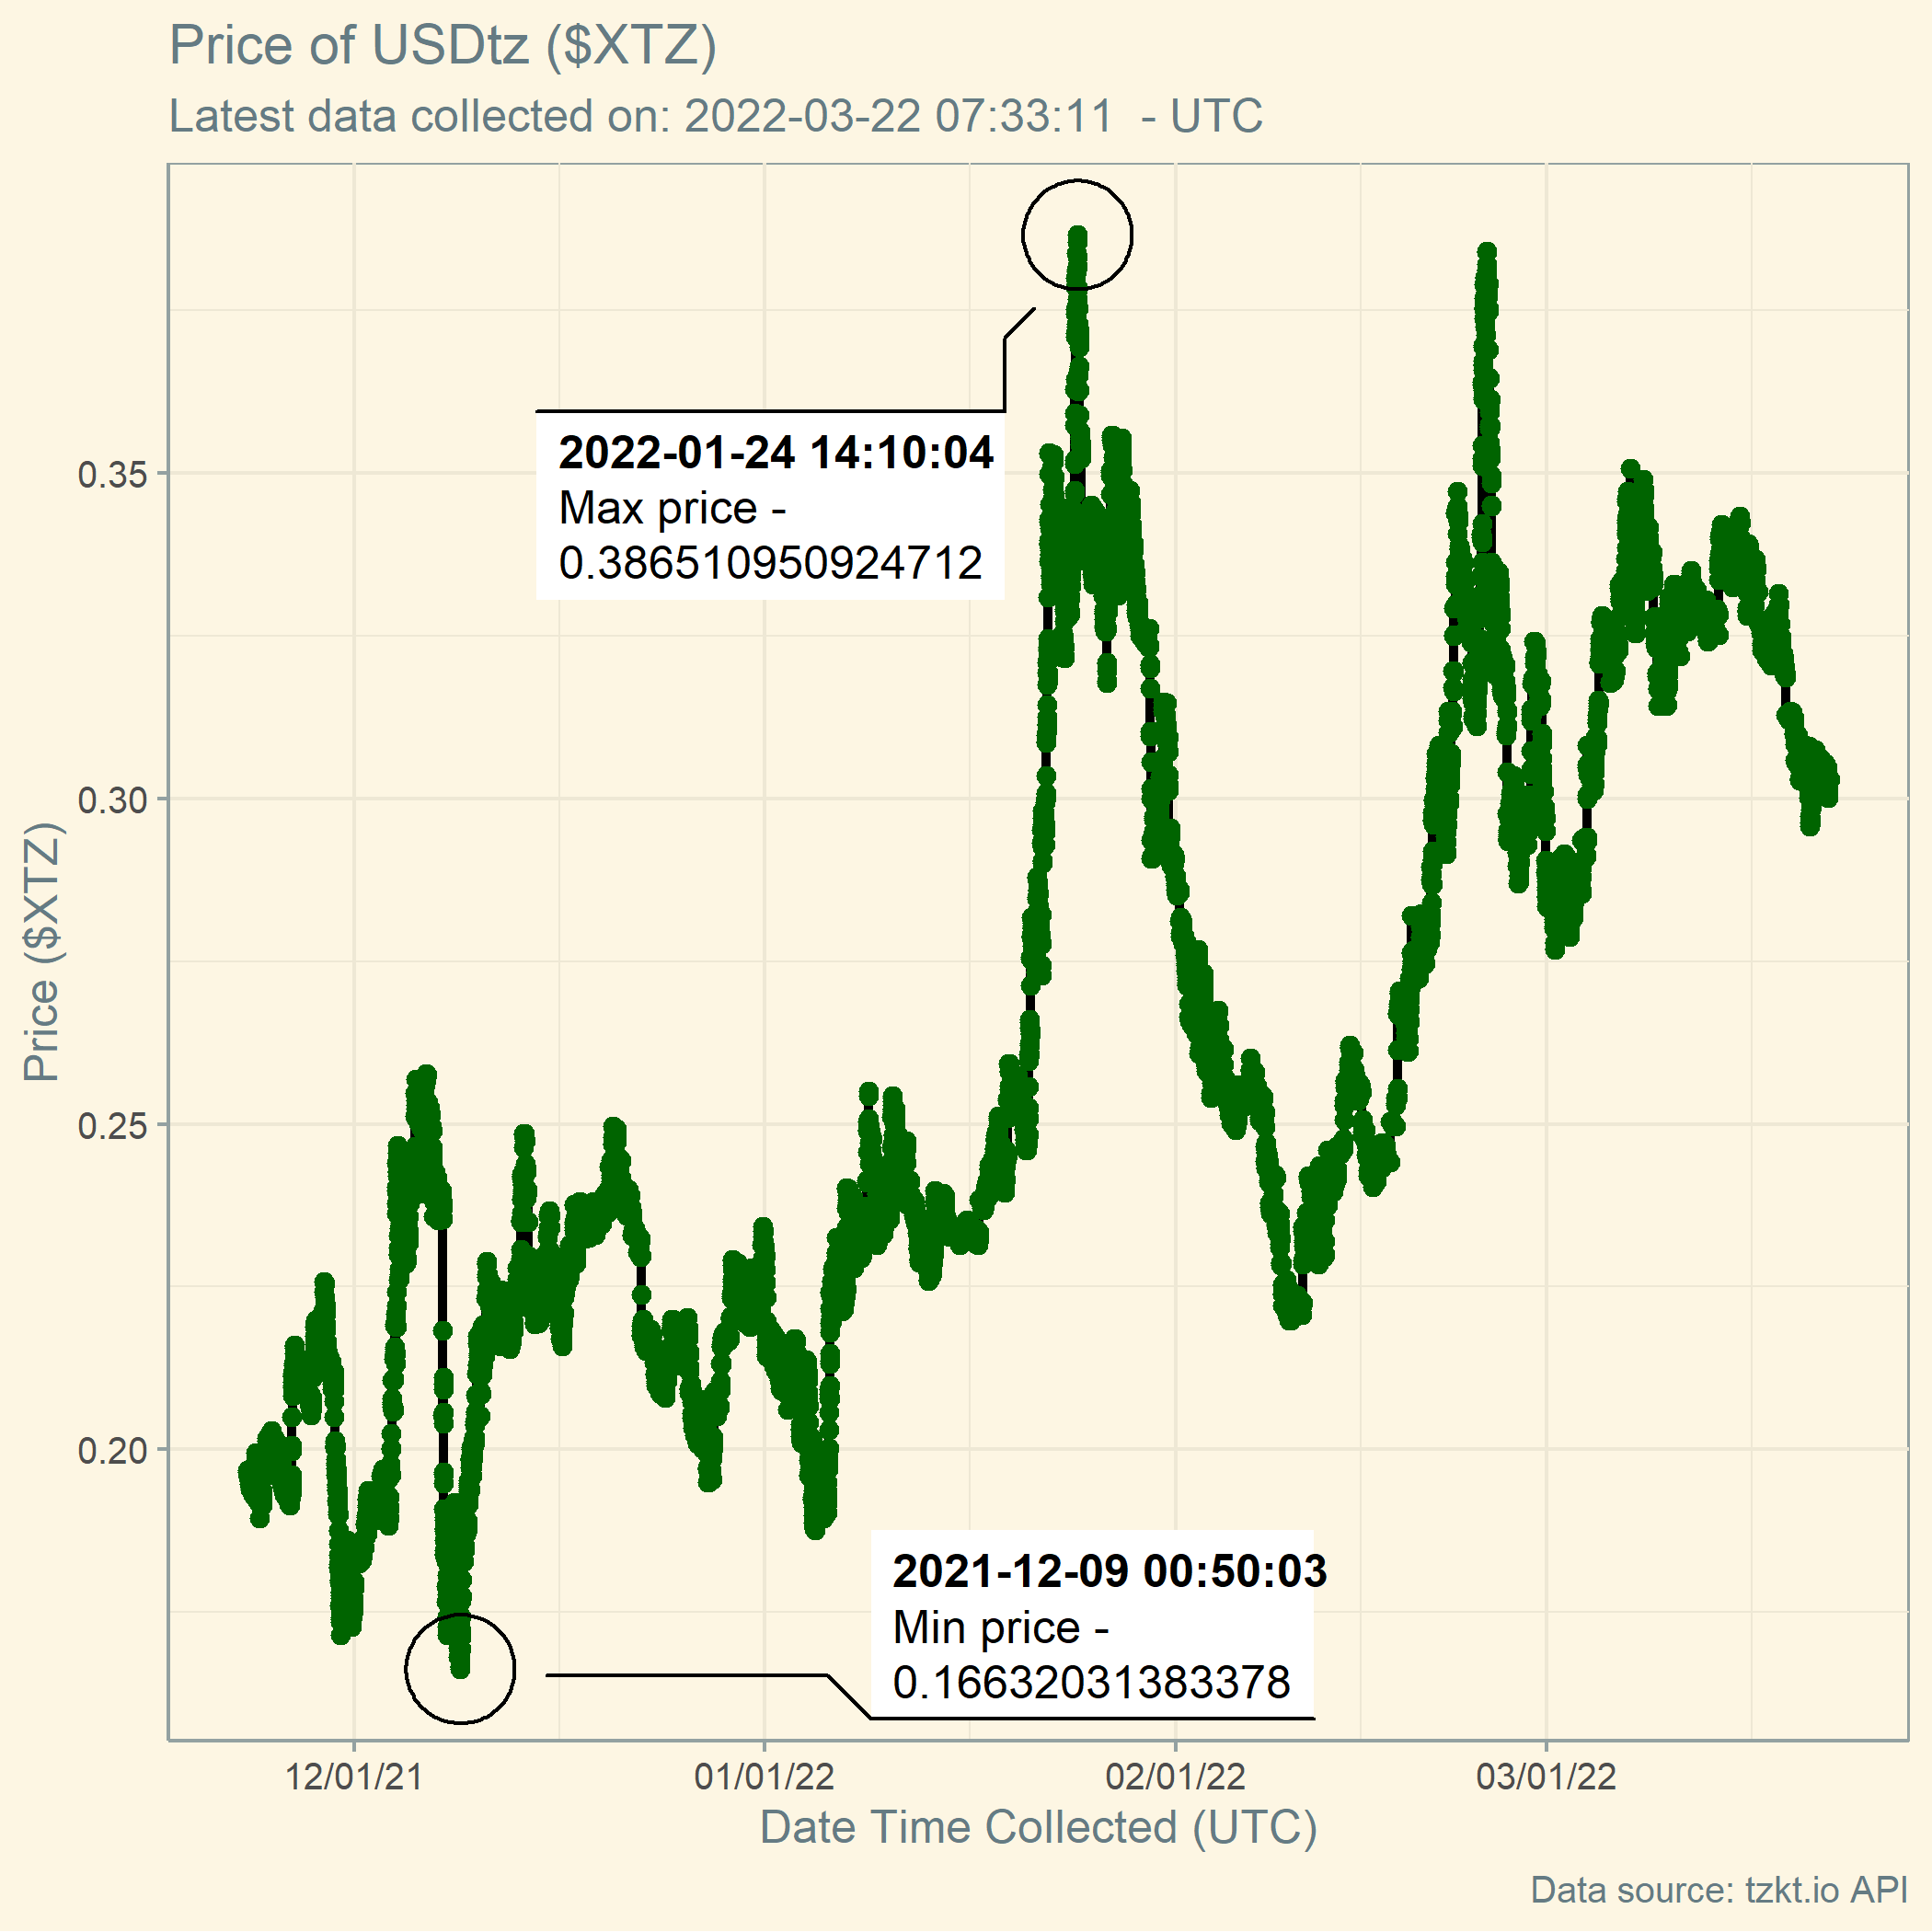 Price of USDtz ($XTZ)
Latest data collected on: 2022-03-22 07:33:11  - UTC
2022-01-24 14:10:04
Max price -
0.386510950924712
0.35
0.30
0.25
0.20
Price ($XTZ)
2021-12-09 00:50:03
Min price -
0.16632031383378
12/01/21
01/01/22
02/01/22
03/01/22
Date Time Collected (UTC)
Data source: tzkt.io API